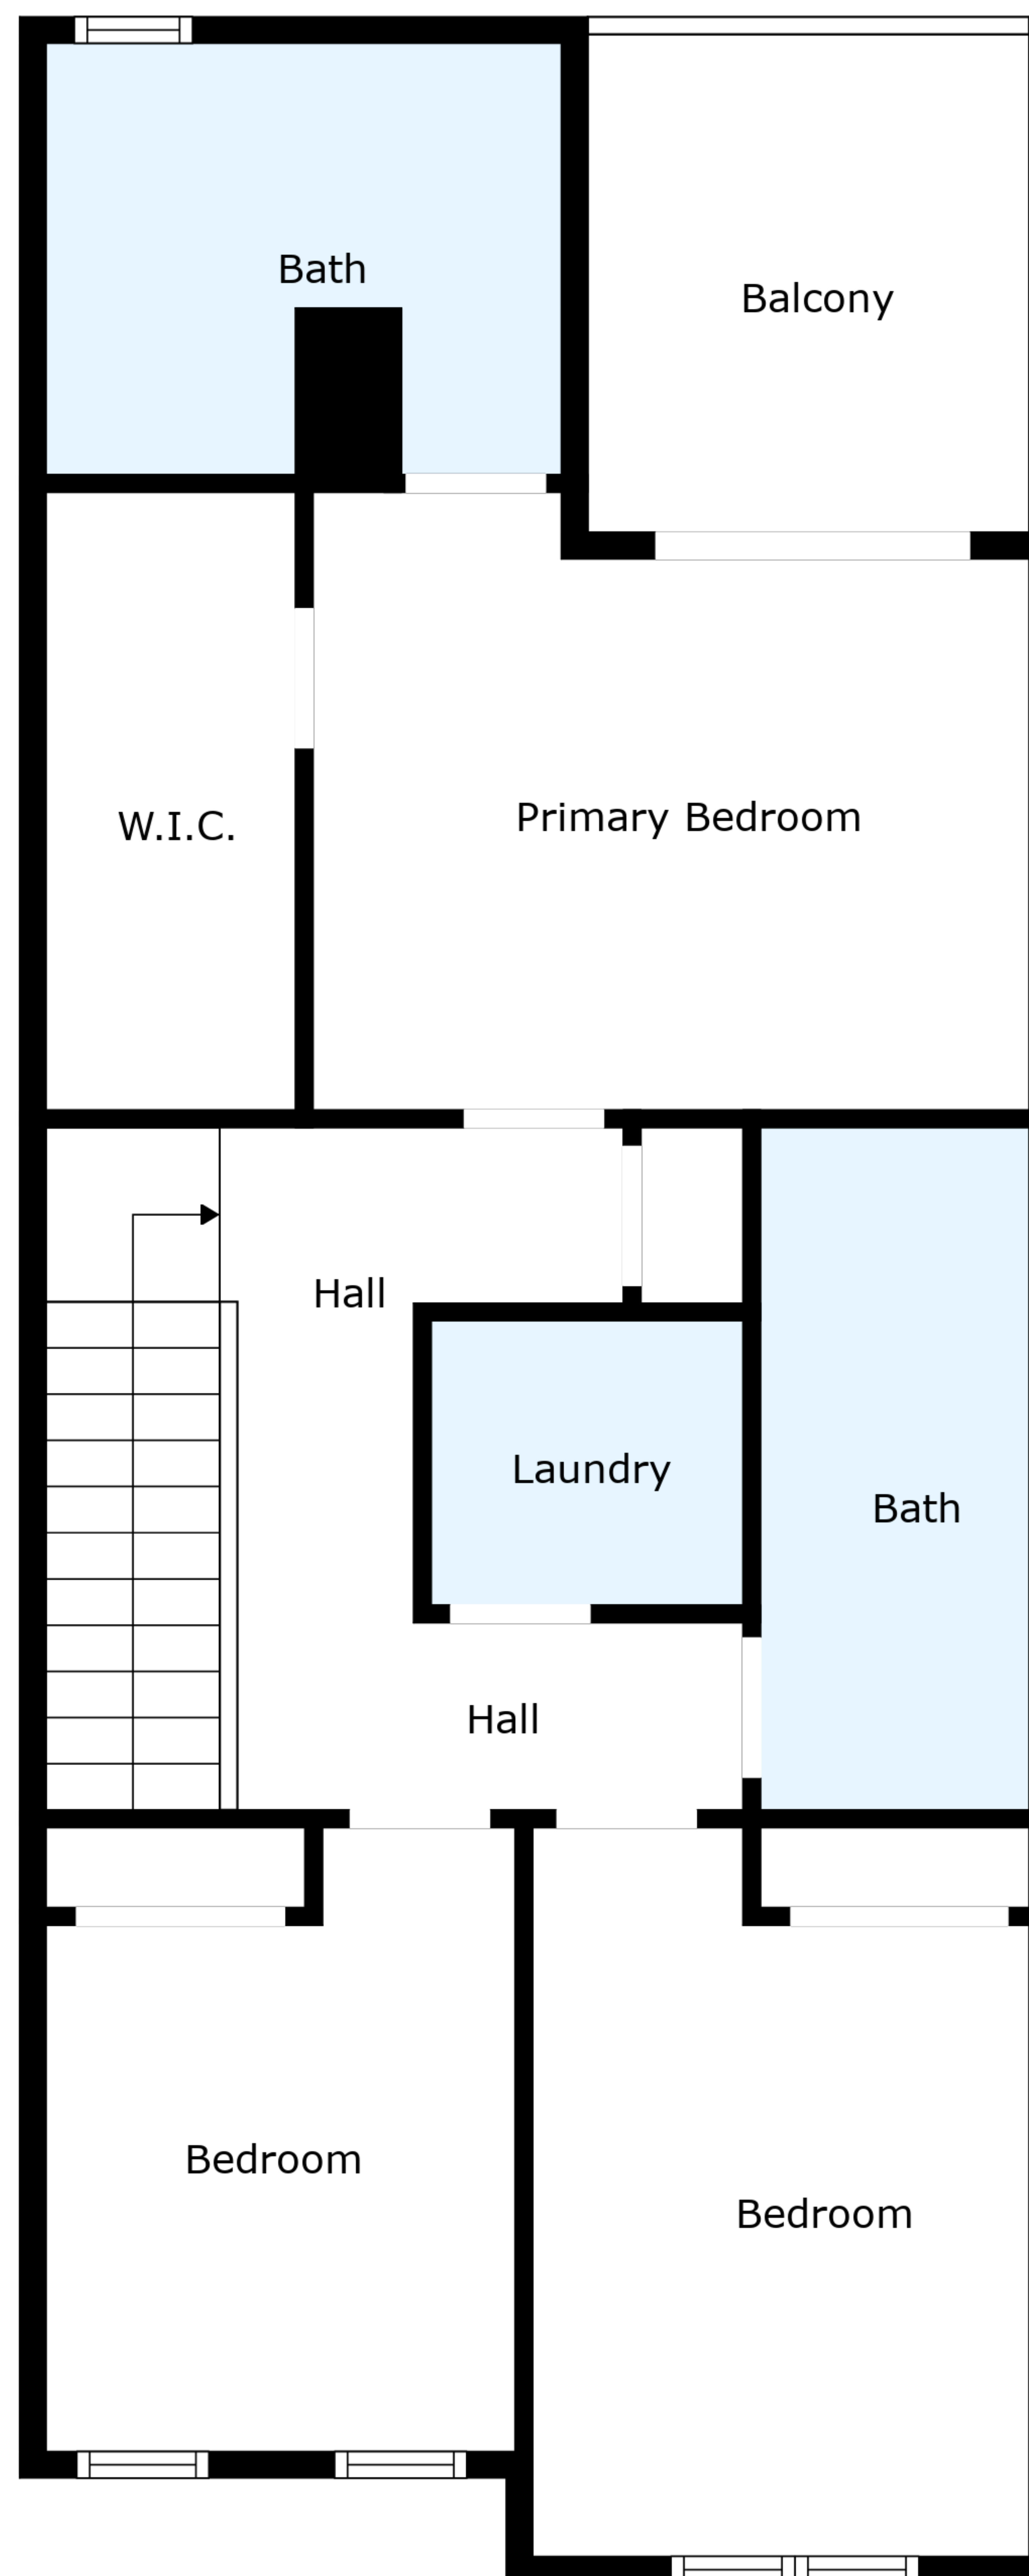 Bath
Balcony
Primary Bedroom
W.I.C.
Hall
Laundry
Bath
Hall
Bedroom
Bedroom